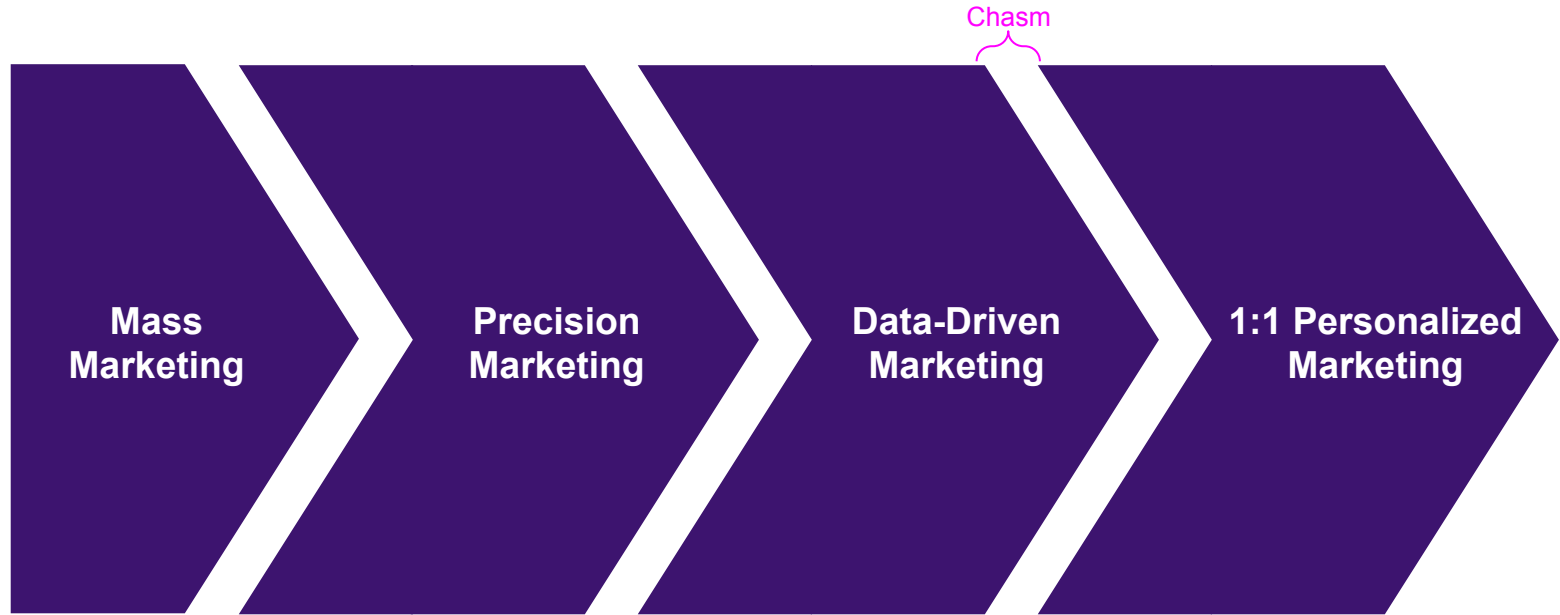 Chasm
Mass
Marketing
Precision
Marketing
Data-Driven
Marketing
1:1 Personalized
Marketing